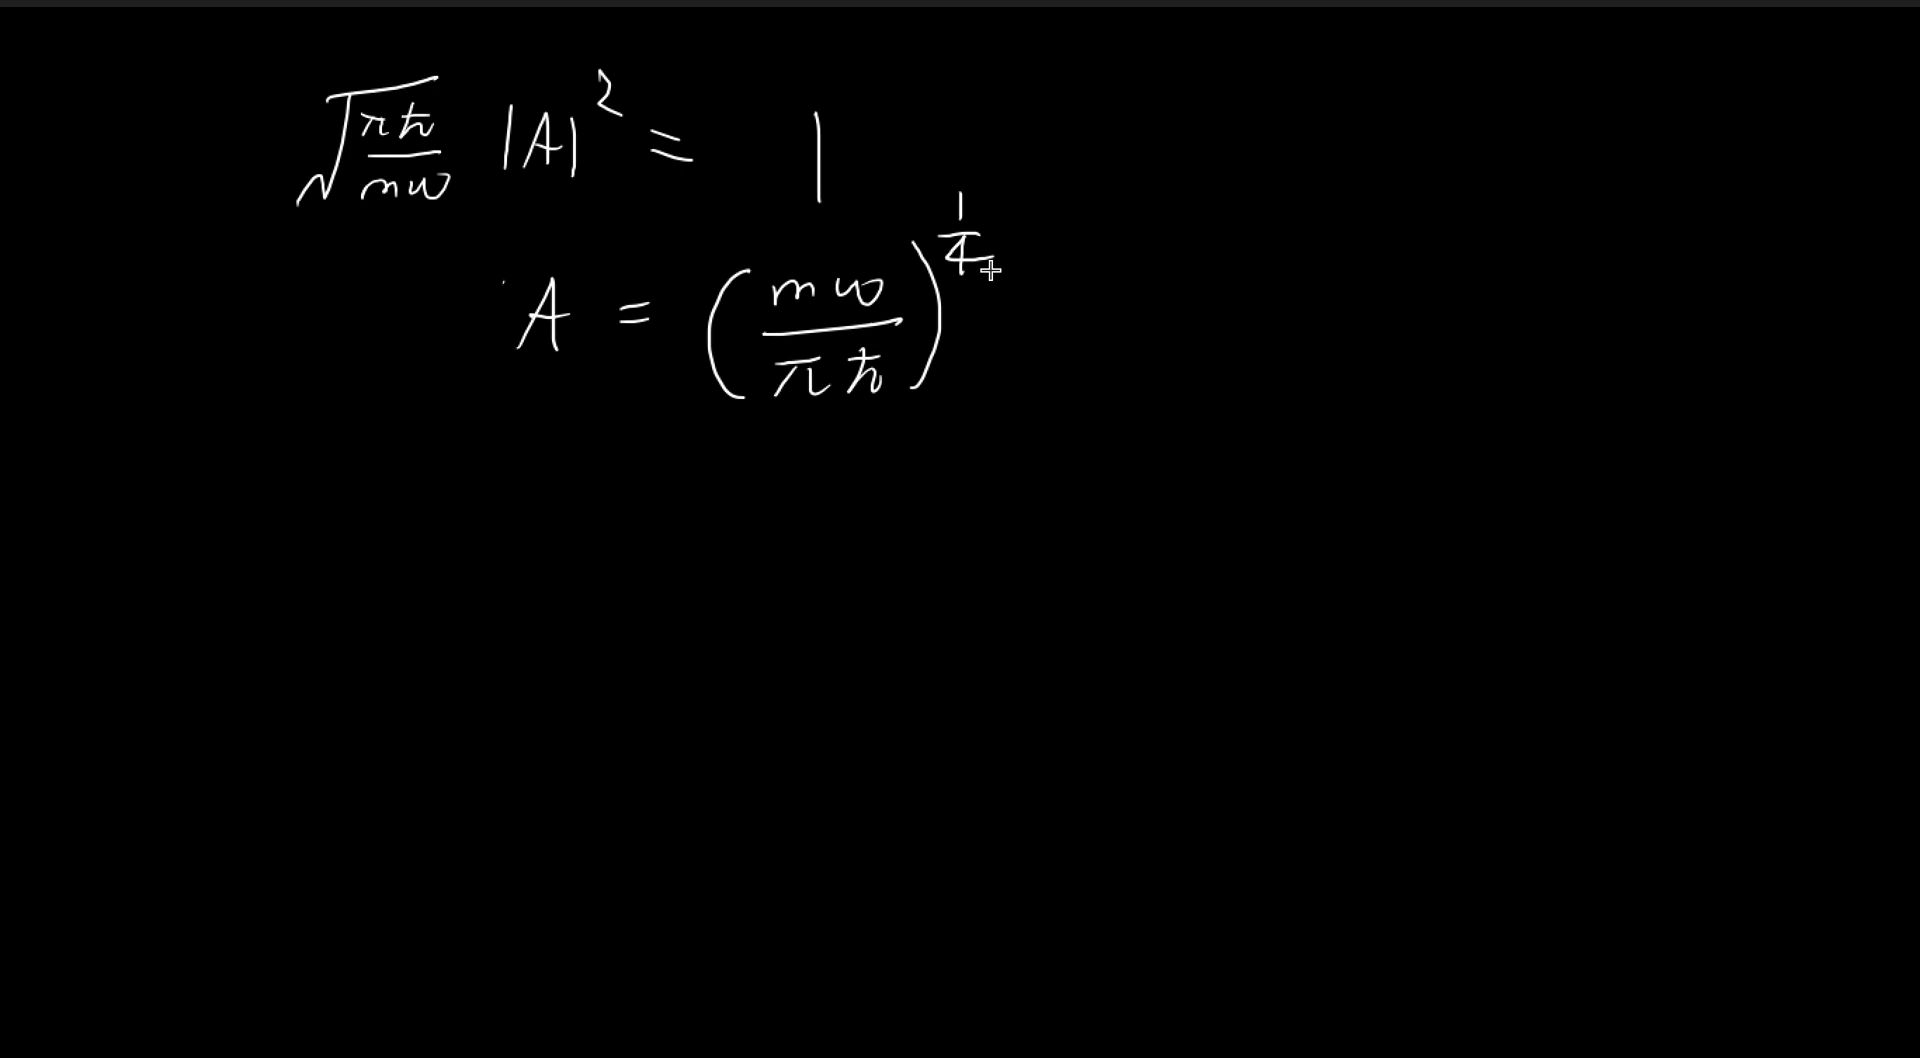 √(πℏ/mω) |A|² = 1
A = (mω/πℏ)^(1/4)